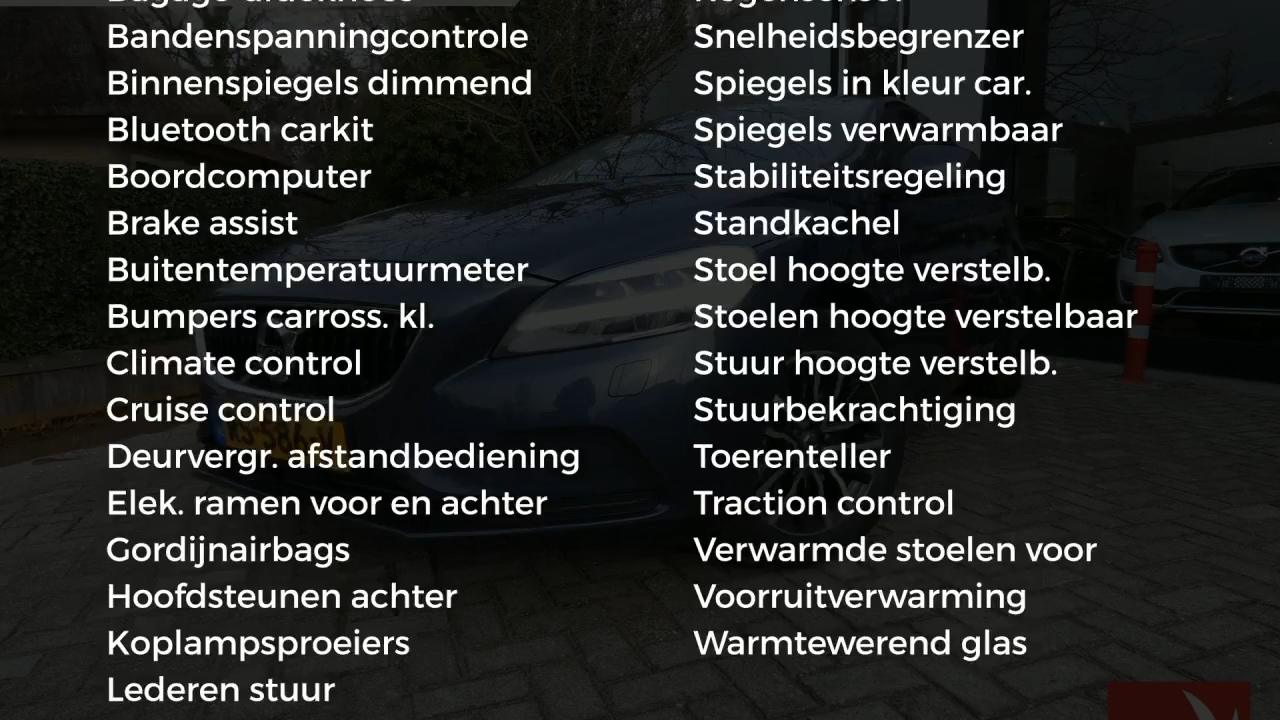 Bandenspanningcontrole
Binnenspiegels dimmend
Bluetooth carkit
Boordcomputer
Brake assist
Buitentemperatuurmeter
Bumpers carross. kl.
Climate control
Cruise control
Deurvergr. afstandbediening
Elek. ramen voor en achter
Gordijnairbags
Hoofdsteunen achter
Koplampsproeiers
Lederen stuur
Snelheidsbegrenzer
Spiegels in kleur car.
Spiegels verwarmbaar
Stabiliteitsregeling
Standkachel
Stoel hoogte verstelb.
Stoelen hoogte verstelbaar
Stuur hoogte verstelb.
Stuurbekrachtiging
Toerenteller
Traction control
Verwarmde stoelen voor
Voorruitverwarming
Warmtewerend glas